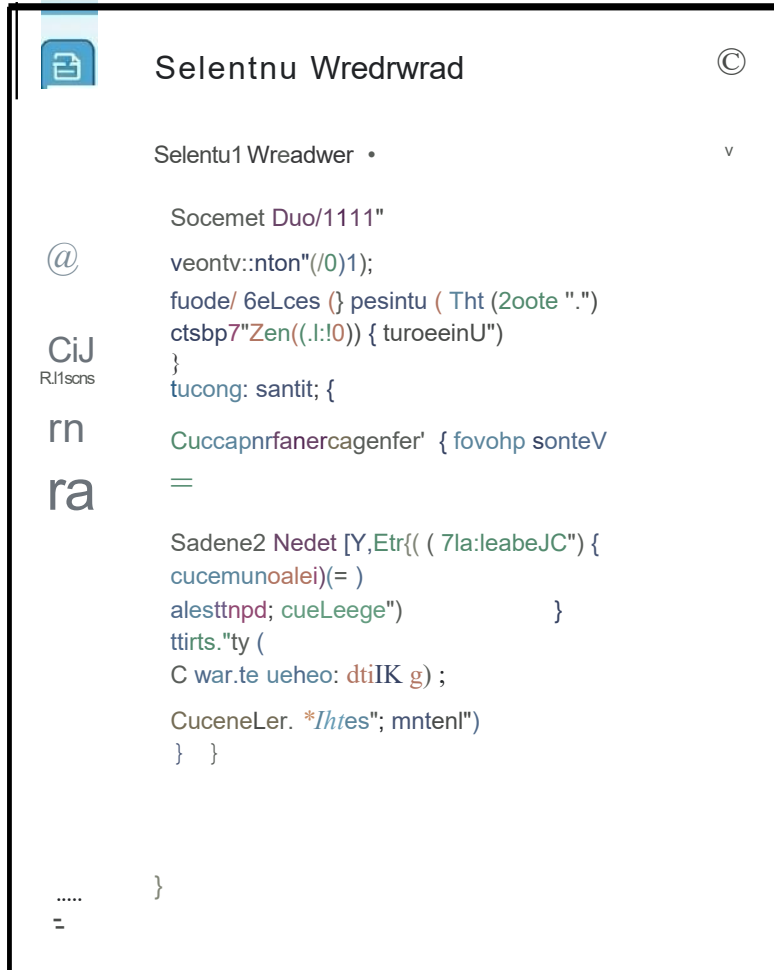 Selentnu Wredrwrad ©
Selentu1 Wreadwer • v
Socemet Duo/1111"
@
veontv::nton"(/0)1);
fuode/ 6eLces (} pesintu ( Tht (2oote ".")
ctsbp7"Zen((.l:!0)) { turoeeinU")
}
CiJ
R.l1scns
tucong: santit; {
rn
Cuccapnrfanercagenfer' { fovohp sonteV
ra
=
Sadene2 Nedet [Y,Etr{( ( 7la:leabeJC") {
cucemunoalei)(= )
alesttnpd; cueLeege") }
ttirts."ty (
C war.te ueheo: dtiIK g) ;
CuceneLer. *Ihtes"; mntenl")
} }
}
.....
-